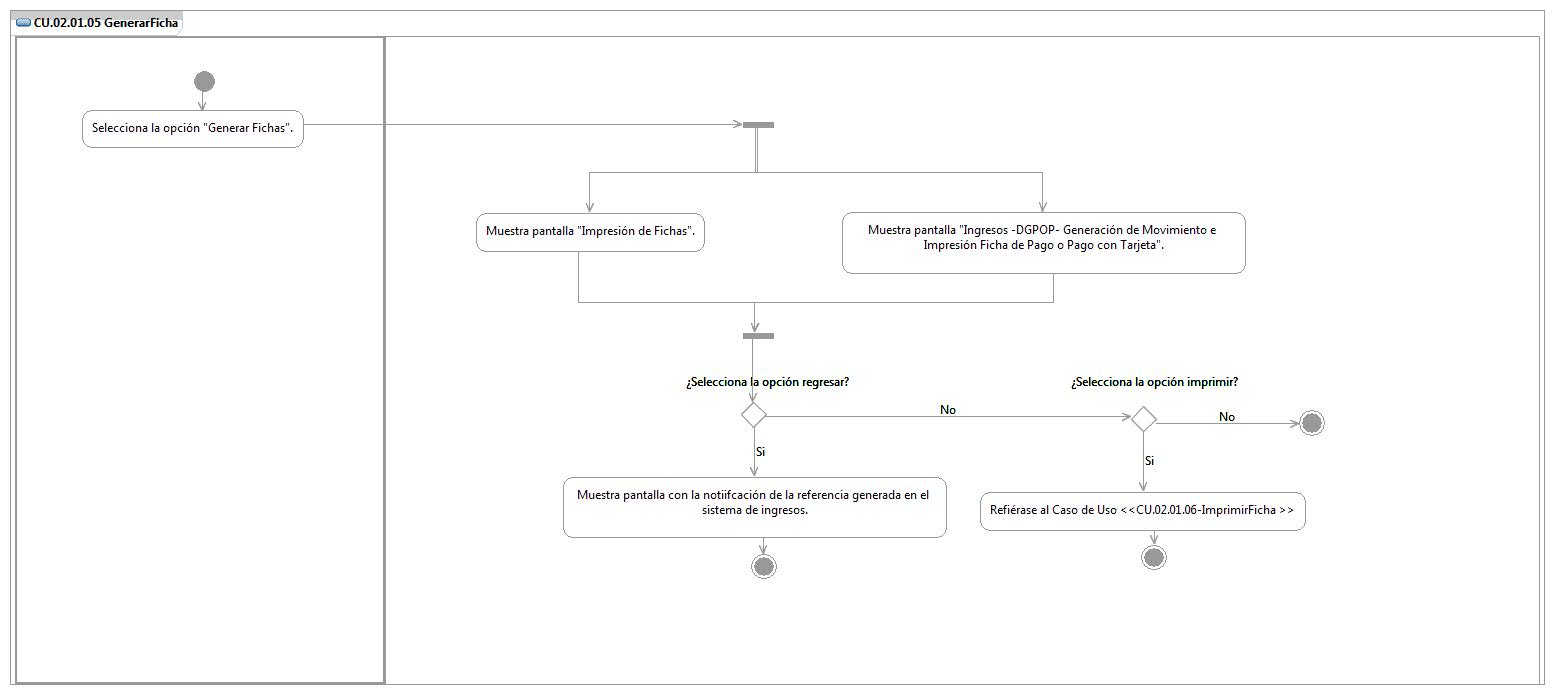 CU.02.01.05 GenerarFicha
Selecciona la opción "Generar Fichas".
Muestra pantalla "Impresión de Fichas".
Muestra pantalla "Ingresos -DGPOP- Generación de Movimiento e
Impresión Ficha de Pago o Pago con Tarjeta".
¿Selecciona la opción regresar?
¿Selecciona la opción imprimir?
No
No
Si
Si
Muestra pantalla con la notiifcación de la referencia generada en el
sistema de ingresos.
Refiérase al Caso de Uso <<CU.02.01.06-ImprimirFicha >>